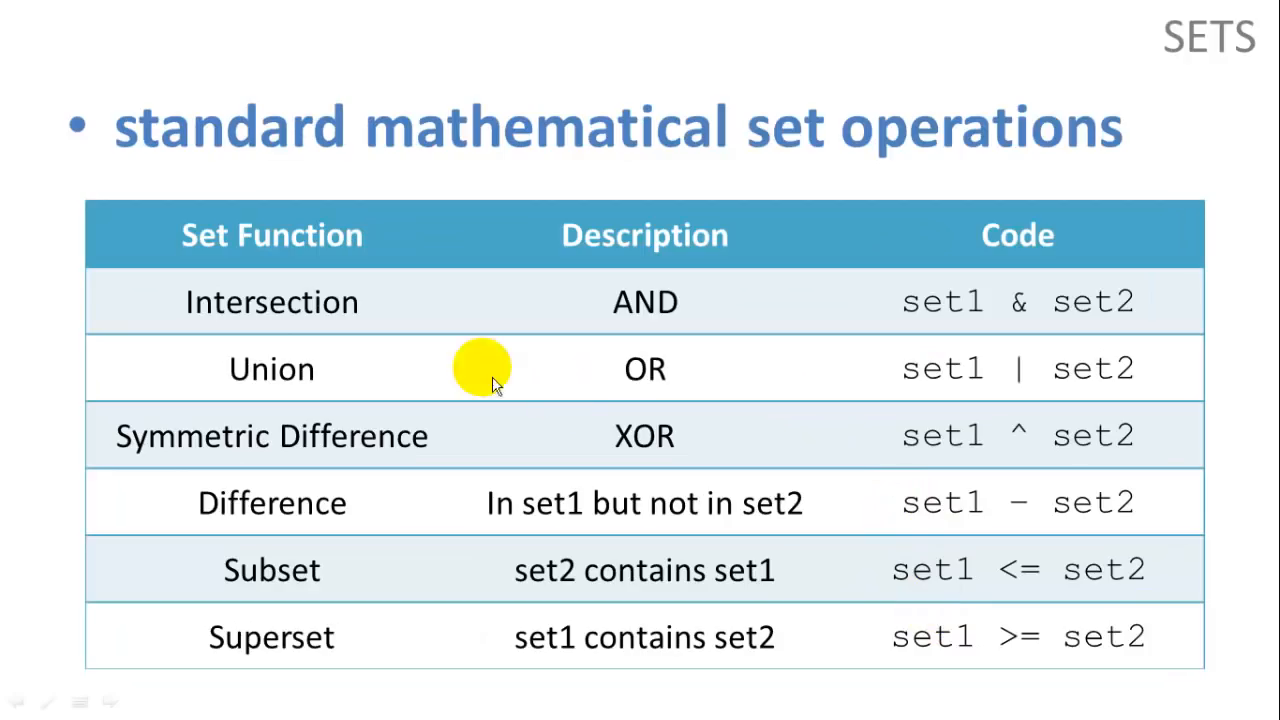 SETS
• standard mathematical set operations
Set Function Description Code
Intersection AND set1 & set2
Union OR set1 | set2
Symmetric Difference XOR set1 ^ set2
Difference In set1 but not in set2 set1 – set2
Subset set2 contains set1 set1 <= set2
Superset set1 contains set2 set1 >= set2